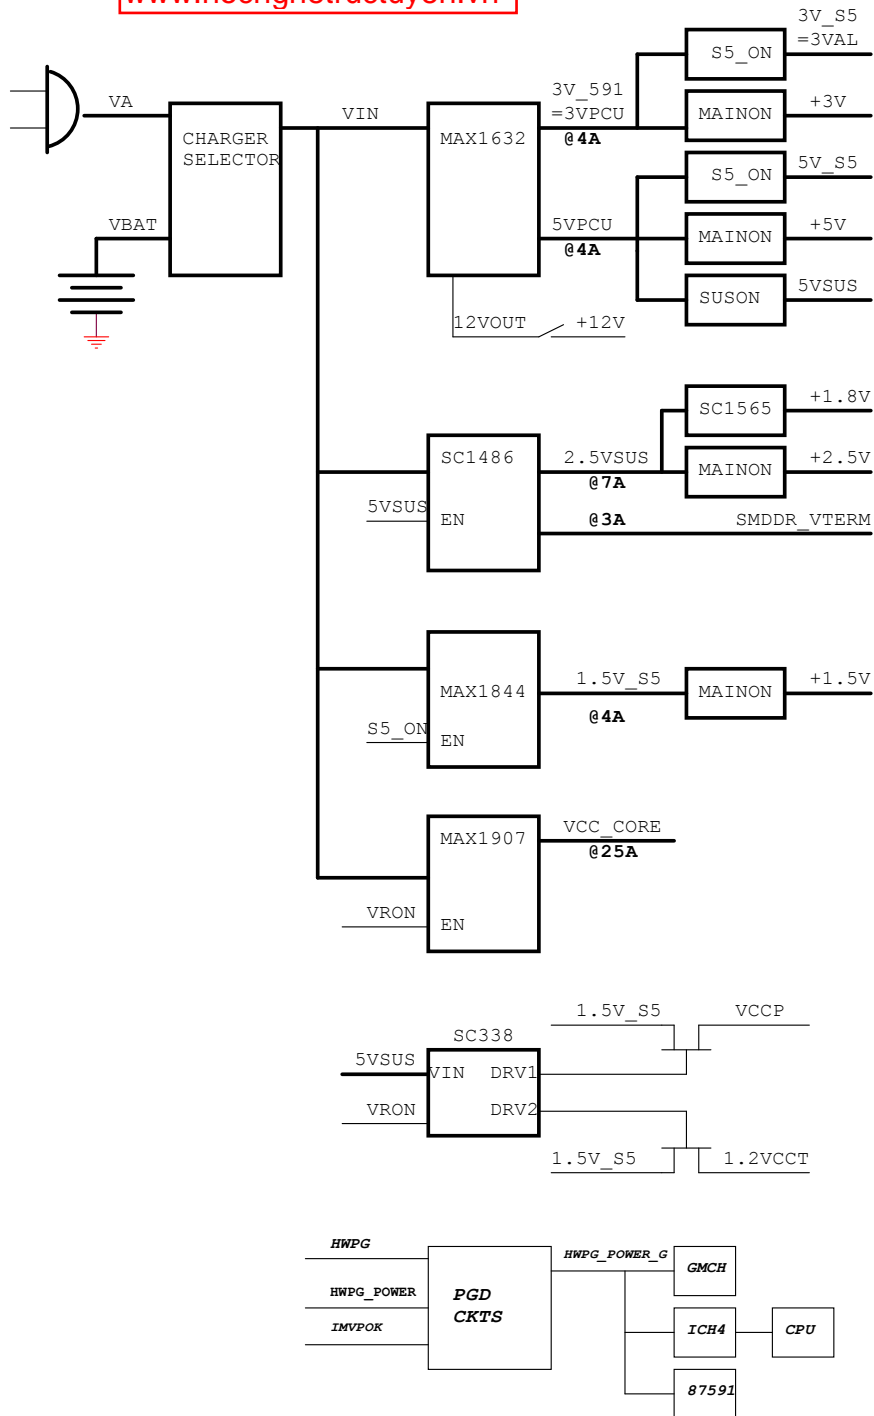 3V_S5
=3VAL
S5_ON
3V_591
=3VPCU
@4A
VA
VIN
CHARGER
SELECTOR
MAX1632
MAINON
+3V
S5_ON
5V_S5
VBAT
5VPCU
@4A
MAINON
+5V
SUSON
5VSUS
12VOUT
+12V
SC1565
+1.8V
SC1486
2.5VSUS
@7A
MAINON
+2.5V
5VSUS
EN
@3A
SMDDR_VTERM
MAX1844
1.5V_S5
@4A
MAINON
+1.5V
S5_ON
EN
MAX1907
VCC_CORE
@25A
VRON
EN
1.5V_S5
VCCP
SC338
5VSUS
VIN
DRV1
VRON
DRV2
1.5V_S5
1.2VCCT
HWPG
HWPG_POWER
IMVPOK
PGD
CKTS
HWPG_POWER_G
GMCH
ICH4
CPU
87591